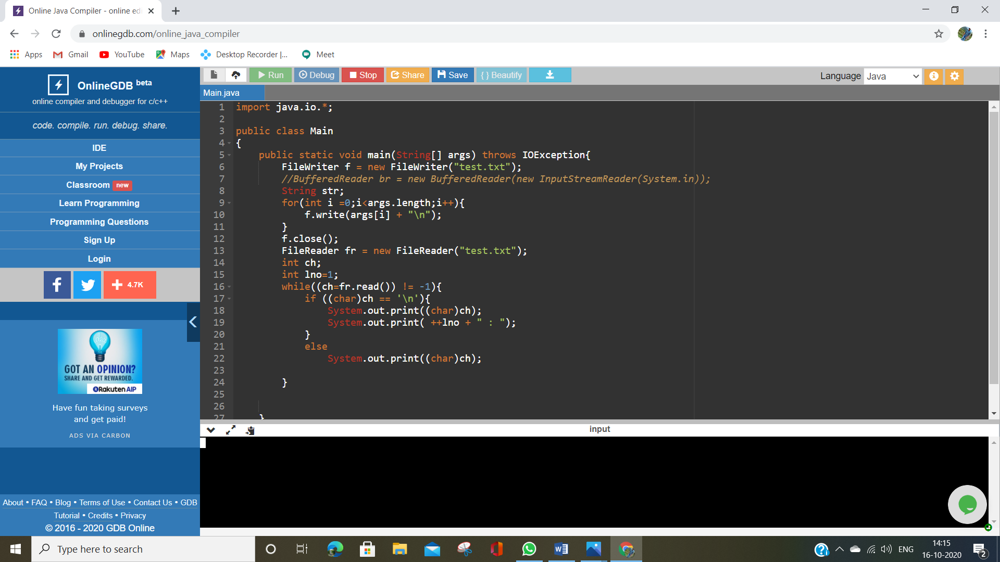 Online Java Compiler - online edi
onlinegdb.com/online_java_compiler
Apps Gmail YouTube Maps Desktop Recorder |... Meet
OnlineGDB beta
online compiler and debugger for c/c++
code. compile. run. debug. share.
IDE
My Projects
Classroom new
Learn Programming
Programming Questions
Sign Up
Login
f + 4.7K
GOT AN OPINION?
SHARE AND GET REWARDED.
Rakuten AIP
Have fun taking surveys
and get paid!
ADS VIA CARBON
About • FAQ • Blog • Terms of Use • Contact Us • GDB
Tutorial • Credits • Privacy
© 2016 - 2020 GDB Online
Run Debug Stop Share Save { } Beautify Language Java
Main.java
1 import java.io.*;
2
3 public class Main
4 {
5 public static void main(String[] args) throws IOException{
6 FileWriter f = new FileWriter("test.txt");
7 //BufferedReader br = new BufferedReader(new InputStreamReader(System.in));
8 String str;
9 for(int i =0;i<args.length;i++){
10 f.write(args[i] + "\n");
11 }
12 f.close();
13 FileReader fr = new FileReader("test.txt");
14 int ch;
15 int lno=1;
16 while((ch=fr.read()) != -1){
17 if ((char)ch == '\n'){
18 System.out.print((char)ch);
19 System.out.print( ++lno + " : ");
20 }
21 else
22 System.out.print((char)ch);
23
24 }
25
26
27 }
input
Type here to search
ENG
14:15
16-10-2020
2